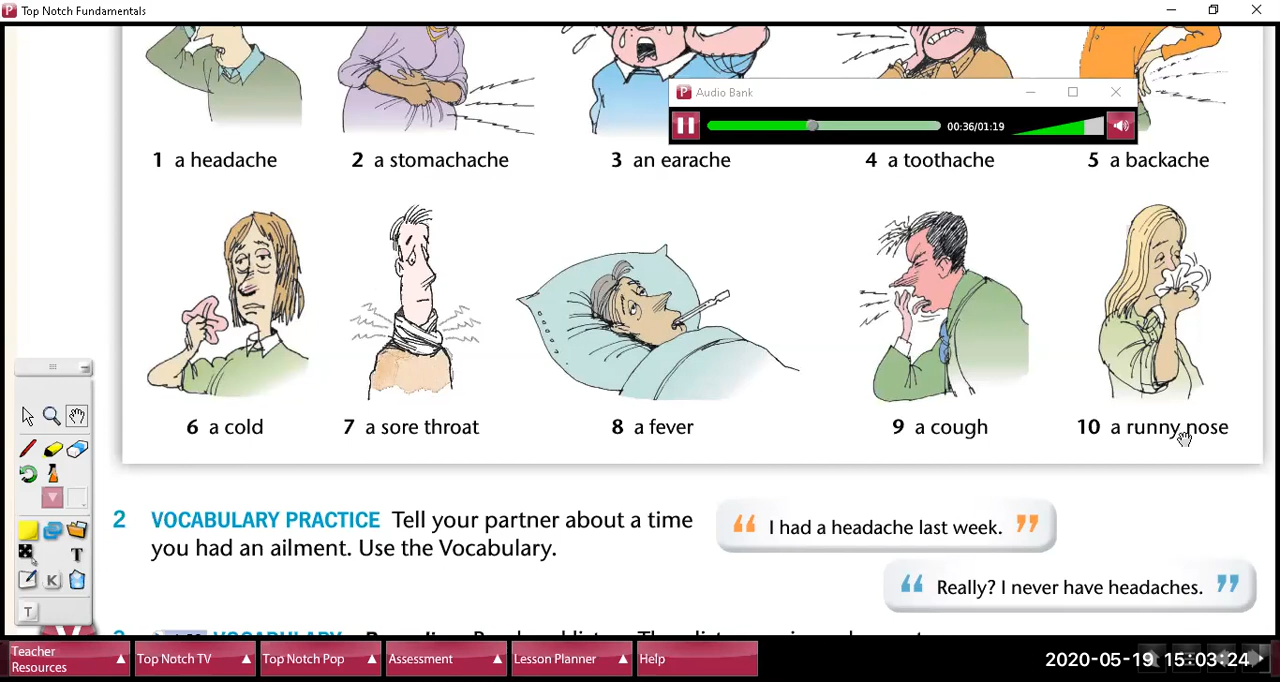 Top Notch Fundamentals
Audio Bank
00:36/01:19
1 a headache
2 a stomachache
3 an earache
4 a toothache
5 a backache
6 a cold
7 a sore throat
8 a fever
9 a cough
10 a runny nose
2 VOCABULARY PRACTICE Tell your partner about a time
you had an ailment. Use the Vocabulary.
“ I had a headache last week. ”
“ Really? I never have headaches. ”
Teacher
Resources
Top Notch TV
Top Notch Pop
Assessment
Lesson Planner
Help
2020-05-19 15:03:24